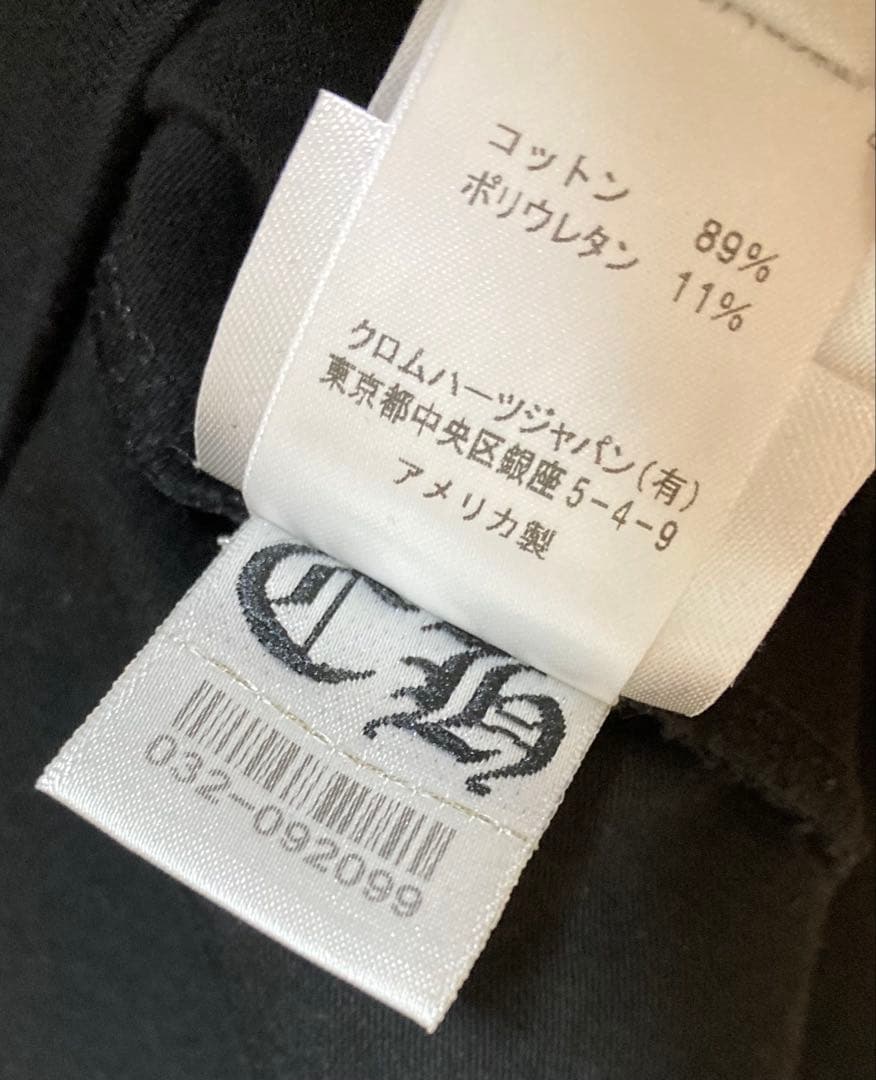 コットン 89%
ポリウレタン 11%
クロムハーツジャパン(有)
東京都中央区銀座5-4-9
アメリカ製
CH
032-092099